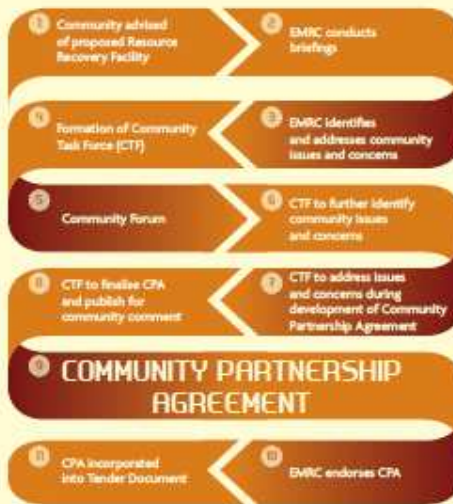 1 Community advised
of proposed Resource
Recovery Facility
2 EMRC conducts
briefings
3 EMRC identifies
and addresses community
issues and concerns
4 Formation of Community
Task Force (CTF)
5 Community Forum
6 CTF to further identify
community issues
and concerns
7 CTF to address issues
and concerns during
development of Community
Partnership Agreement
8 CTF to finalise CPA
and publish for
community comment
9 COMMUNITY PARTNERSHIP
AGREEMENT
10 EMRC endorses CPA
11 CPA incorporated
into Tender Document